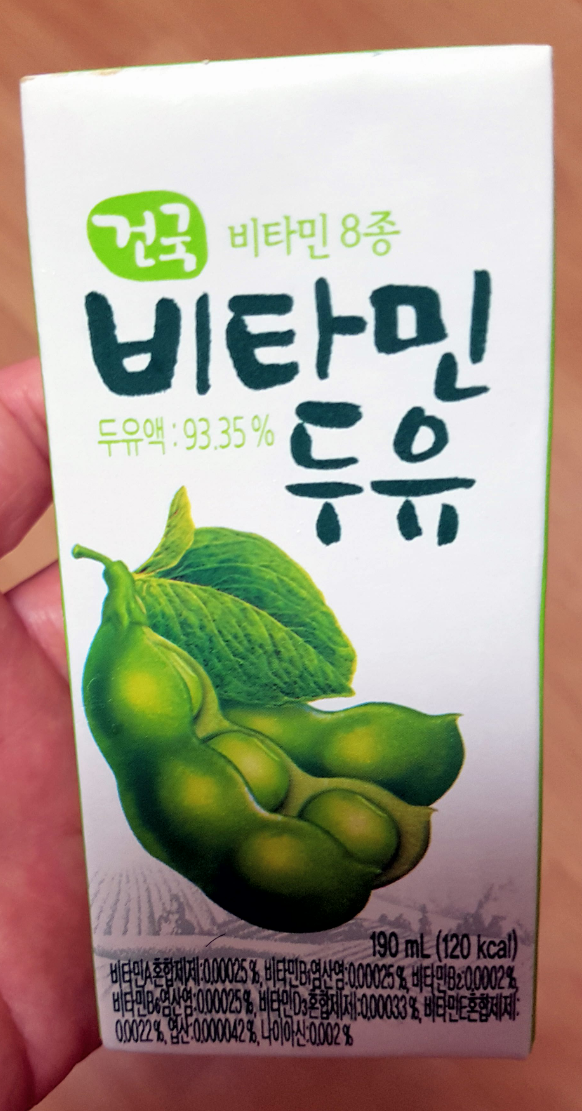 건국 비타민 8종
비타민
두유액 : 93.35 %
두유
190 mL (120 kcal)
비타민A혼합제제:0.00025 %, 비타민B₁염산염:0.00025 %, 비타민B₂:0.0002 %,
비타민B₆염산염:0.00025 %, 비타민D₃혼합제제:0.00033 %, 비타민E혼합제제:
0.0022 %, 엽산:0.000042 %, 나이아신:0.002 %